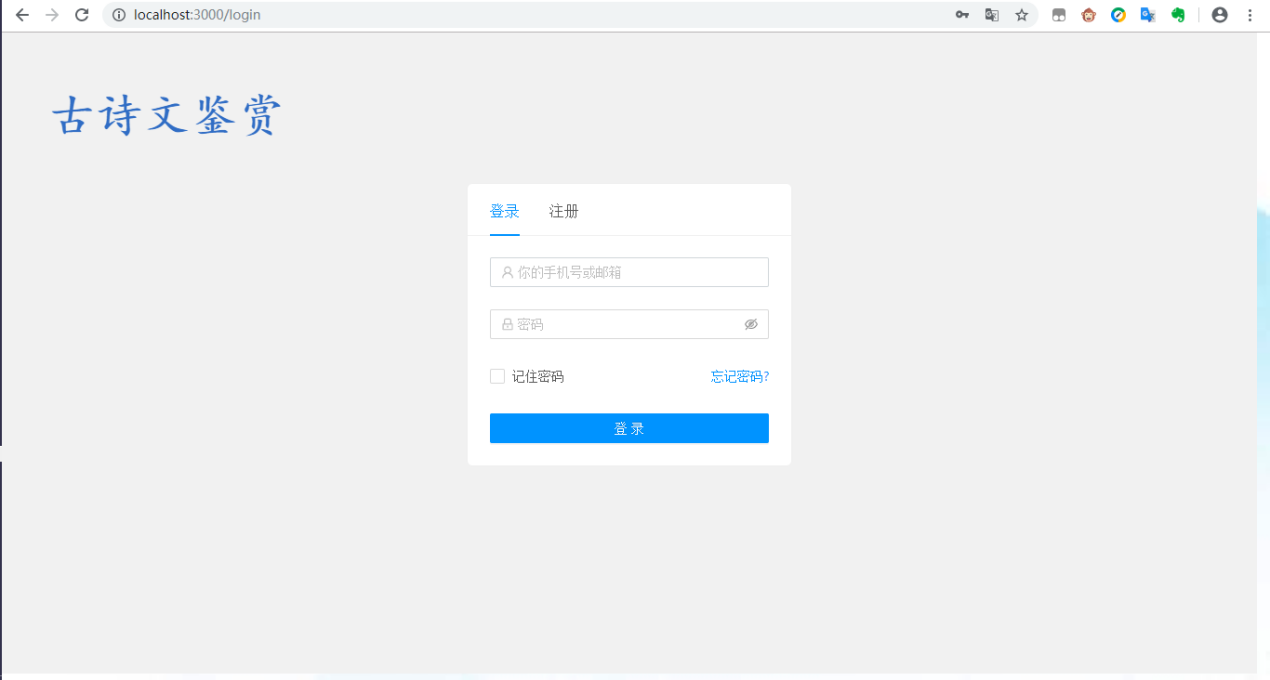 localhost:3000/login
古诗文鉴赏
登录 注册
你的手机号或邮箱
密码
记住密码 忘记密码?
登 录